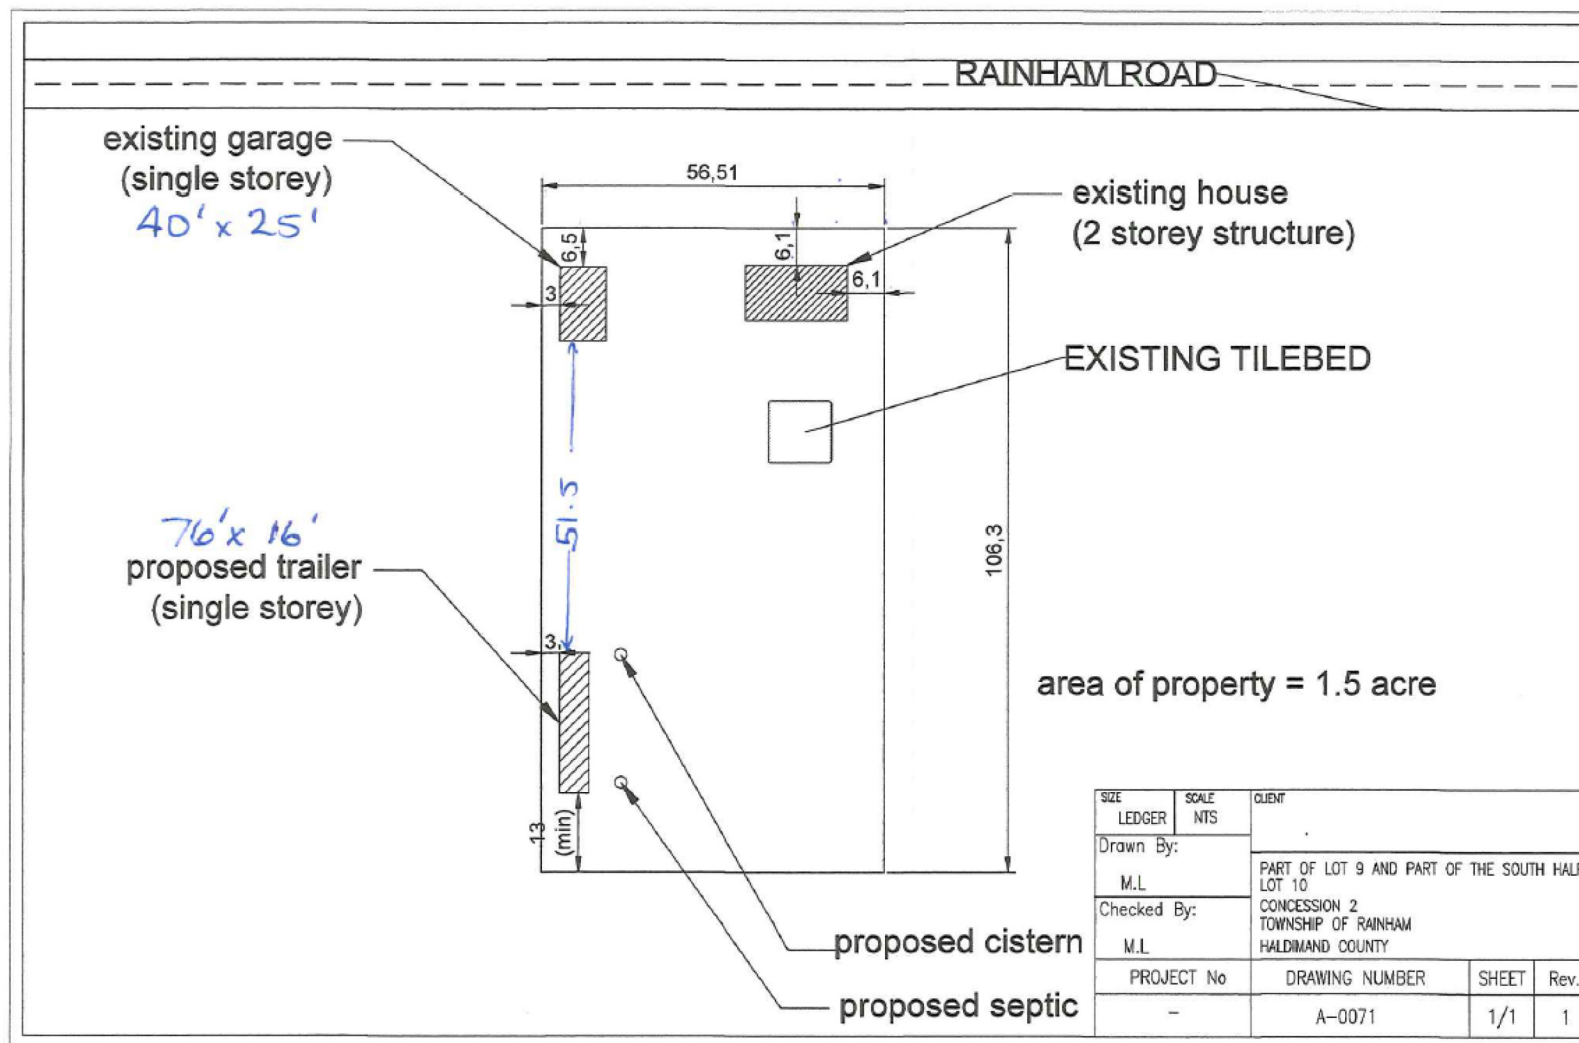 RAINHAM ROAD
existing garage
(single storey)
40' x 25'
56,51
existing house
(2 storey structure)
6,5
6,1
3
6,1
EXISTING TILEBED
51.5
76' x 16'
proposed trailer
(single storey)
106,3
3,
area of property = 1.5 acre
13
(min)
proposed cistern
proposed septic
SIZE
LEDGER
SCALE
NTS
CLIENT
Drawn By:
M.L
PART OF LOT 9 AND PART OF THE SOUTH HALF
LOT 10
CONCESSION 2
TOWNSHIP OF RAINHAM
HALDIMAND COUNTY
Checked By:
M.L
PROJECT No
DRAWING NUMBER
SHEET
Rev.
-
A-0071
1/1
1